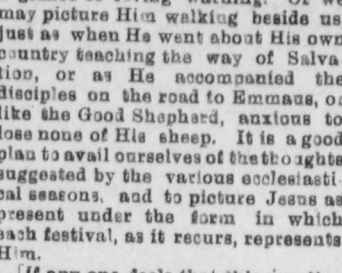 may picture Him walking beside us
just as when He went about His own
country teaching the way of Salva
tion, or as He accompanied the
disciples on the road to Emmaus, or
like the Good Shepherd, anxious to
lose none of His sheep. It is a good
plan to avail ourselves of the thoughts
suggested by the various ecclesiasti
cal seasons, and to picture Jesus as
present under the form in which
each festival, as it recurs, represents
Him.